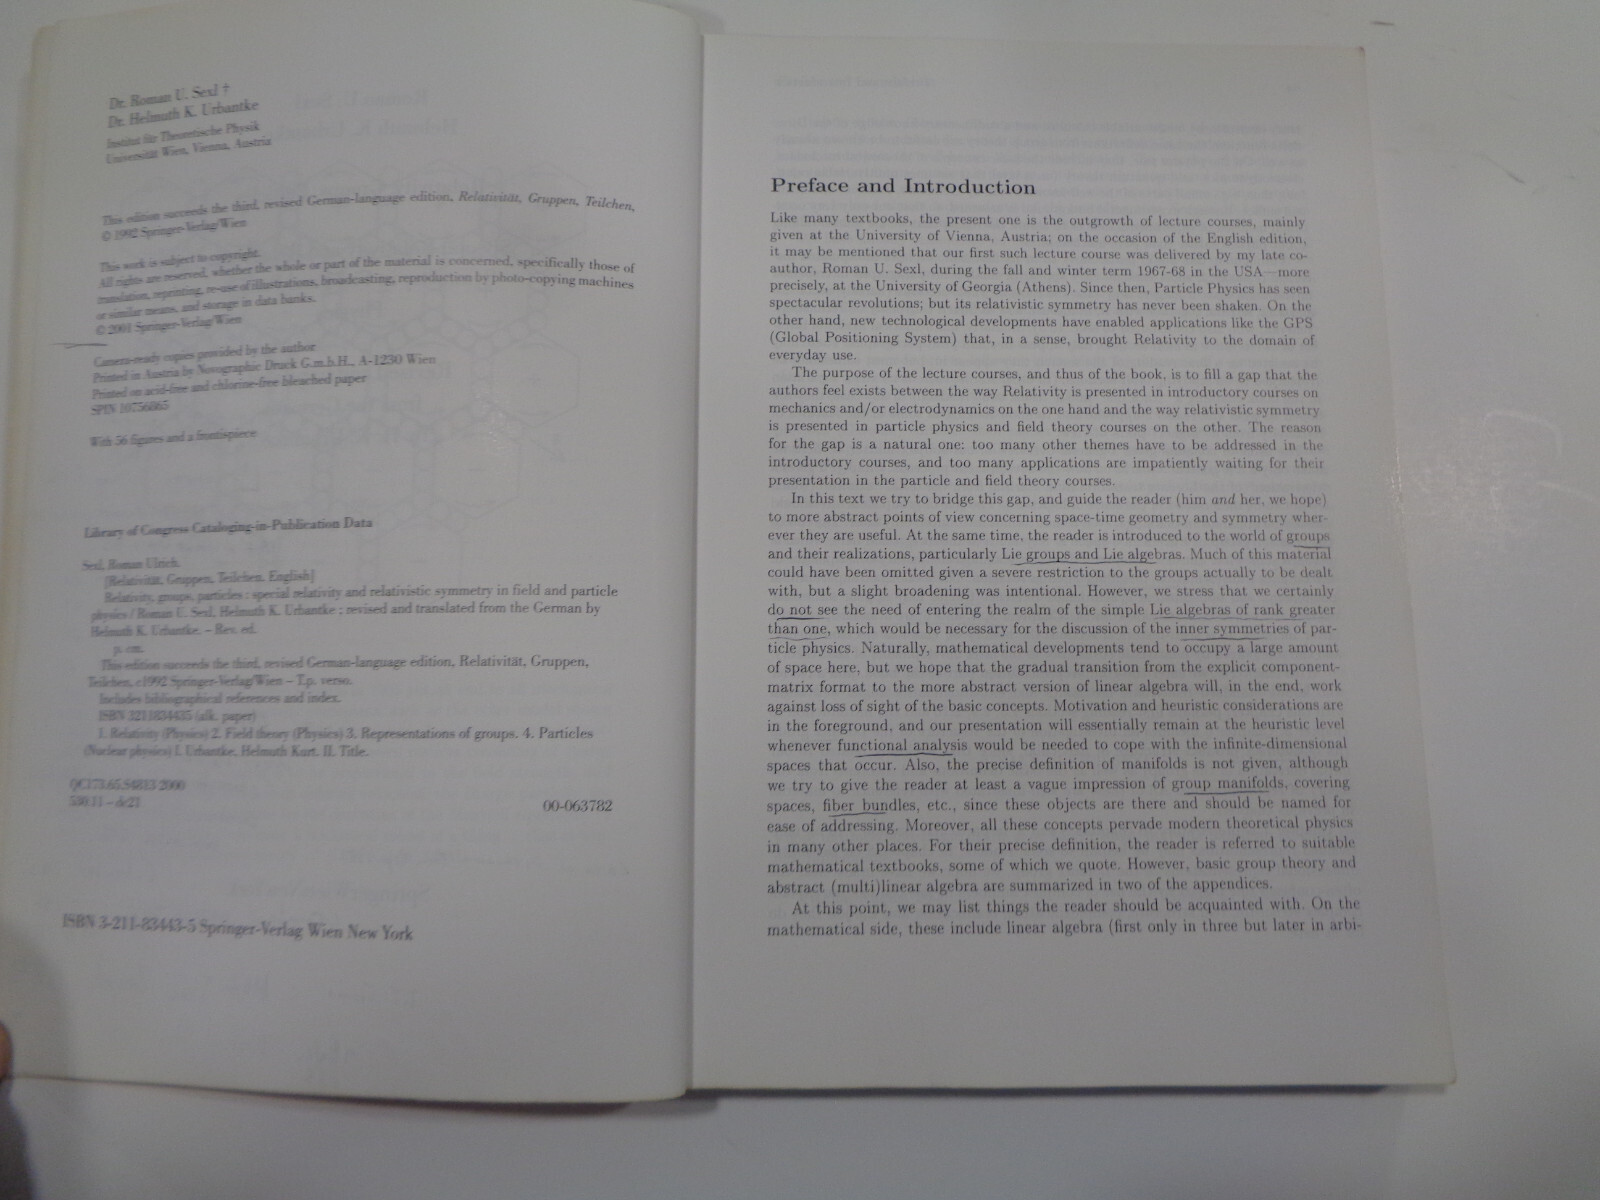 Dr. Roman U. Sexl †
Dr. Helmuth K. Urbantke
Institut für Theoretische Physik
Universität Wien, Vienna, Austria
This edition succeeds the third, revised German-language edition, Relativität, Gruppen, Teilchen,
© 1992 Springer-Verlag/Wien
This work is subject to copyright.
All rights are reserved, whether the whole or part of the material is concerned, specifically those of
translation, reprinting, re-use of illustrations, broadcasting, reproduction by photo-copying machines
or similar means, and storage in data banks.
© 2001 Springer-Verlag/Wien
Camera-ready copies provided by the author
Printed in Austria by Novographic Druck G.m.b.H., A-1230 Wien
Printed on acid-free and chlorine-free bleached paper
SPIN 10756865
With 56 figures and a frontispiece
Library of Congress Cataloging-in-Publication Data
Sexl, Roman Ulrich.
[Relativität, Gruppen, Teilchen. English]
Relativity, groups, particles : special relativity and relativistic symmetry in field and particle
physics / Roman U. Sexl, Helmuth K. Urbantke ; revised and translated from the German by
Helmuth K. Urbantke. – Rev. ed.
p. cm.
This edition succeeds the third, revised German-language edition, Relativität, Gruppen,
Teilchen, c1992 Springer-Verlag/Wien – T.p. verso.
Includes bibliographical references and index.
ISBN 3211834435 (alk. paper)
1. Relativity (Physics) 2. Field theory (Physics) 3. Representations of groups. 4. Particles
(Nuclear physics) I. Urbantke, Helmuth Kurt. II. Title.
QC173.65.S4813 2000
530.11 – dc21
00-063782
ISBN 3-211-83443-5 Springer-Verlag Wien New York
Preface and Introduction
Like many textbooks, the present one is the outgrowth of lecture courses, mainly
given at the University of Vienna, Austria; on the occasion of the English edition,
it may be mentioned that our first such lecture course was delivered by my late co-
author, Roman U. Sexl, during the fall and winter term 1967-68 in the USA—more
precisely, at the University of Georgia (Athens). Since then, Particle Physics has seen
spectacular revolutions; but its relativistic symmetry has never been shaken. On the
other hand, new technological developments have enabled applications like the GPS
(Global Positioning System) that, in a sense, brought Relativity to the domain of
everyday use.
The purpose of the lecture courses, and thus of the book, is to fill a gap that the
authors feel exists between the way Relativity is presented in introductory courses on
mechanics and/or electrodynamics on the one hand and the way relativistic symmetry
is presented in particle physics and field theory courses on the other. The reason
for the gap is a natural one: too many other themes have to be addressed in the
introductory courses, and too many applications are impatiently waiting for their
presentation in the particle and field theory courses.
In this text we try to bridge this gap, and guide the reader (him and her, we hope)
to more abstract points of view concerning space-time geometry and symmetry wher-
ever they are useful. At the same time, the reader is introduced to the world of groups
and their realizations, particularly Lie groups and Lie algebras. Much of this material
could have been omitted given a severe restriction to the groups actually to be dealt
with, but a slight broadening was intentional. However, we stress that we certainly
do not see the need of entering the realm of the simple Lie algebras of rank greater
than one, which would be necessary for the discussion of the inner symmetries of par-
ticle physics. Naturally, mathematical developments tend to occupy a large amount
of space here, but we hope that the gradual transition from the explicit component-
matrix format to the more abstract version of linear algebra will, in the end, work
against loss of sight of the basic concepts. Motivation and heuristic considerations are
in the foreground, and our presentation will essentially remain at the heuristic level
whenever functional analysis would be needed to cope with the infinite-dimensional
spaces that occur. Also, the precise definition of manifolds is not given, although
we try to give the reader at least a vague impression of group manifolds, covering
spaces, fiber bundles, etc., since these objects are there and should be named for
ease of addressing. Moreover, all these concepts pervade modern theoretical physics
in many other places. For their precise definition, the reader is referred to suitable
mathematical textbooks, some of which we quote. However, basic group theory and
abstract (multi)linear algebra are summarized in two of the appendices.
At this point, we may list things the reader should be acquainted with. On the
mathematical side, these include linear algebra (first only in three but later in arbi-